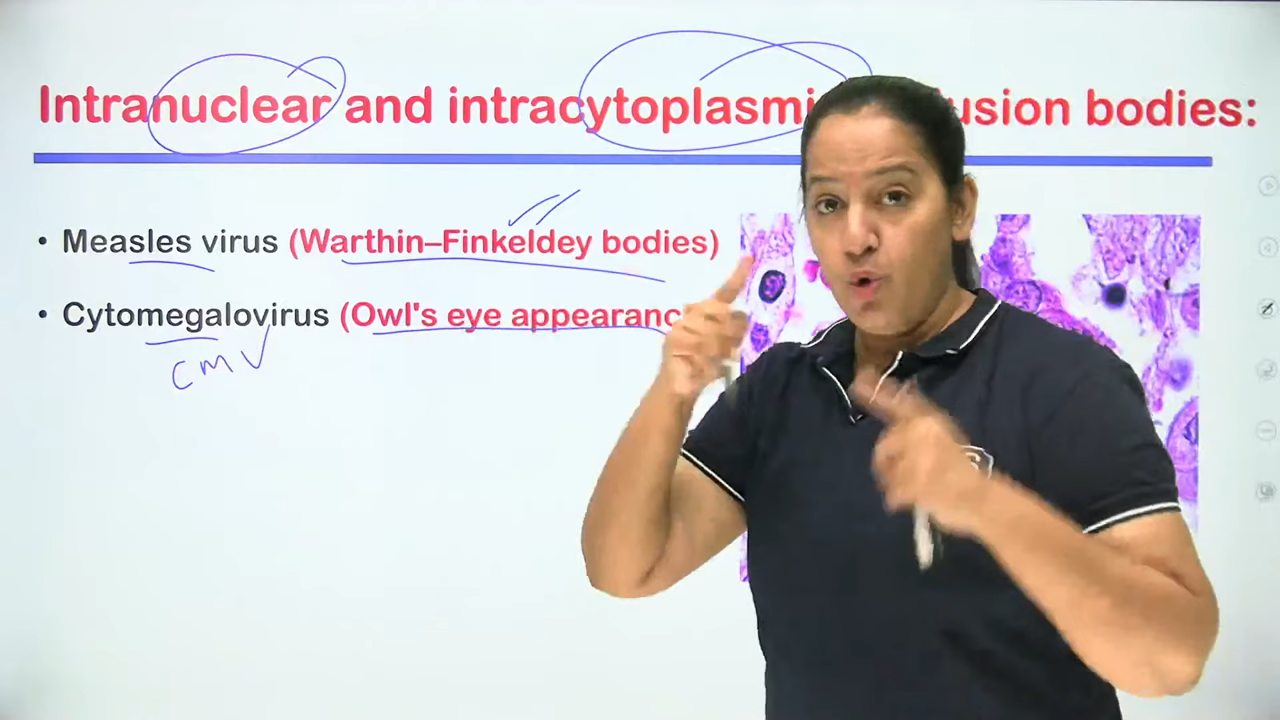 Intranuclear and intracytoplasmi usion bodies:
• Measles virus (Warthin–Finkeldey bodies)
• Cytomegalovirus (Owl's eye appearanc
CMV